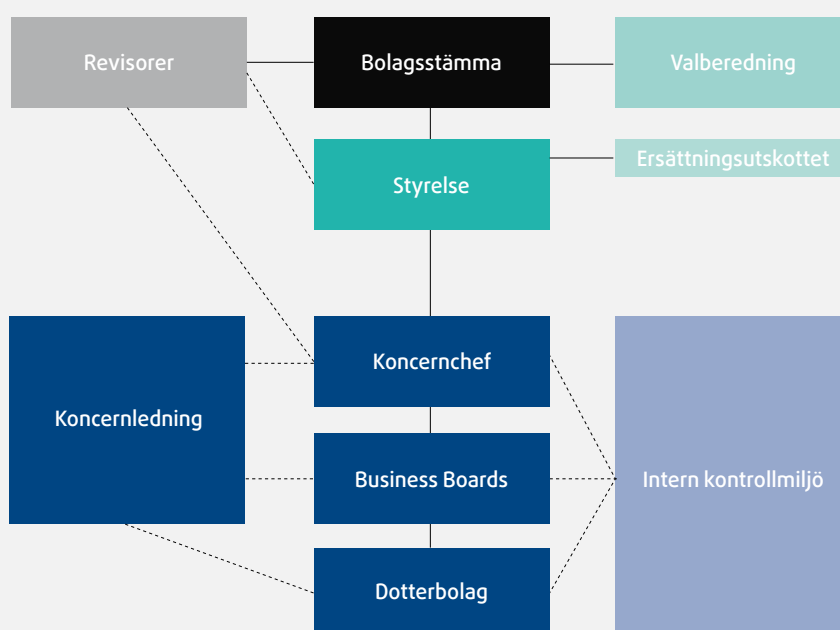 Revisorer
Bolagsstämma
Valberedning
Ersättningsutskottet
Styrelse
Koncernchef
Koncernledning
Business Boards
Intern kontrollmiljö
Dotterbolag